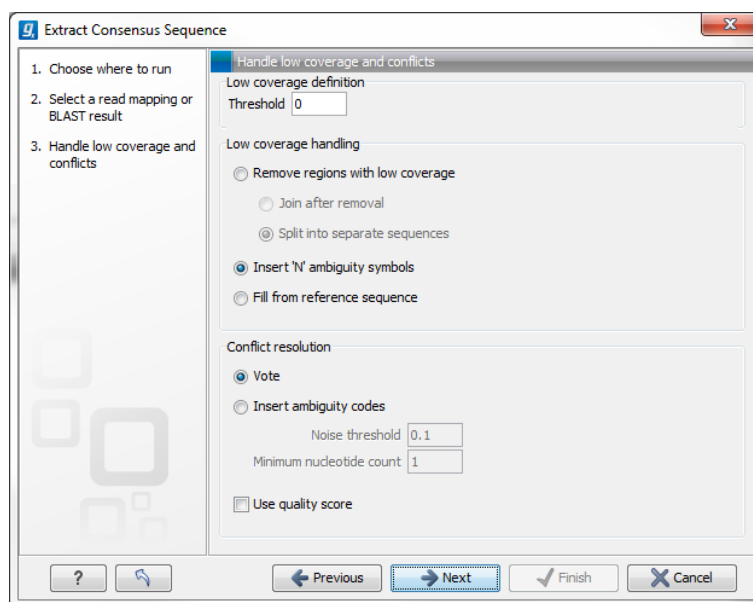 Extract Consensus Sequence
X
1. Choose where to run
2. Select a read mapping or
BLAST result
3. Handle low coverage and
conflicts
Handle low coverage and conflicts
Low coverage definition
Threshold 0
Low coverage handling
Remove regions with low coverage
Join after removal
Split into separate sequences
Insert 'N' ambiguity symbols
Fill from reference sequence
Conflict resolution
Vote
Insert ambiguity codes
Noise threshold 0.1
Minimum nucleotide count 1
Use quality score
? Previous Next Finish Cancel